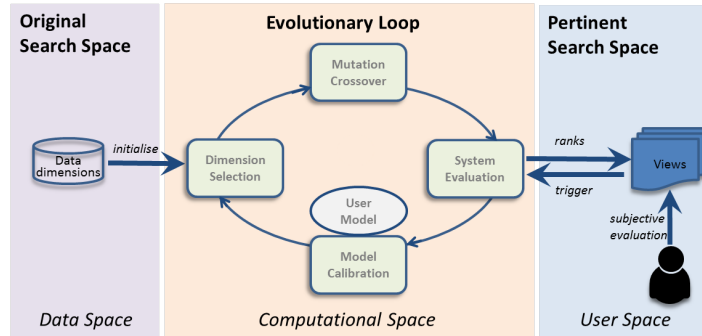 Original
Search Space
Evolutionary Loop
Pertinent
Search Space
Mutation
Crossover
Data
dimensions
initialise
Dimension
Selection
System
Evaluation
ranks
trigger
Views
User
Model
Model
Calibration
subjective
evaluation
Data Space
Computational Space
User Space